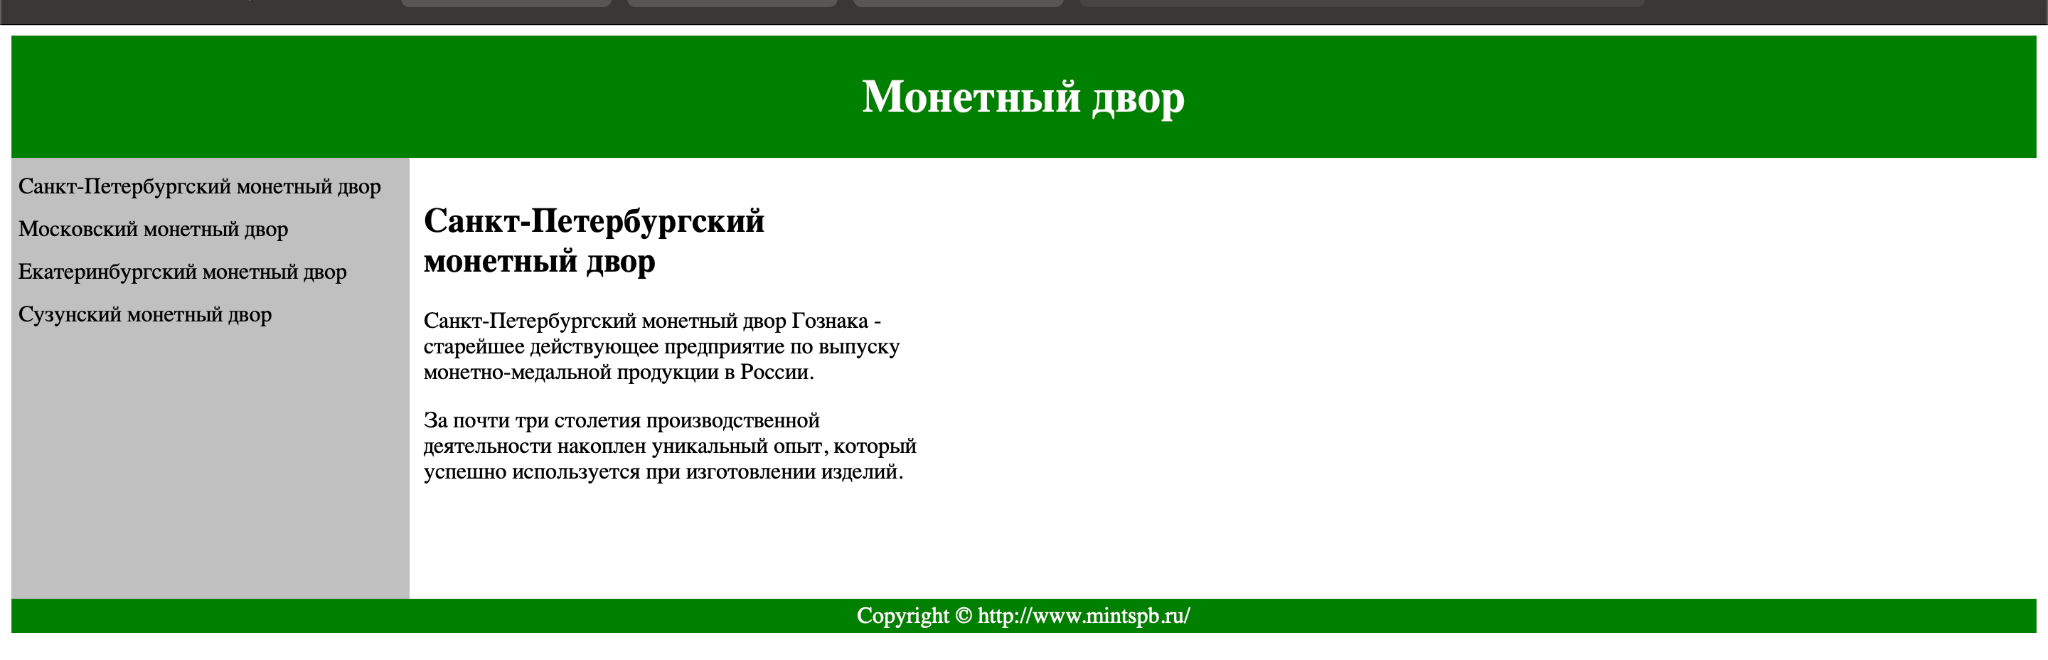 Монетный двор
Санкт-Петербургский монетный двор
Московский монетный двор
Екатеринбургский монетный двор
Сузунский монетный двор
Санкт-Петербургский
монетный двор
Санкт-Петербургский монетный двор Гознака -
старейшее действующее предприятие по выпуску
монетно-медальной продукции в России.
За почти три столетия производственной
деятельности накоплен уникальный опыт, который
успешно используется при изготовлении изделий.
Copyright © http://www.mintspb.ru/